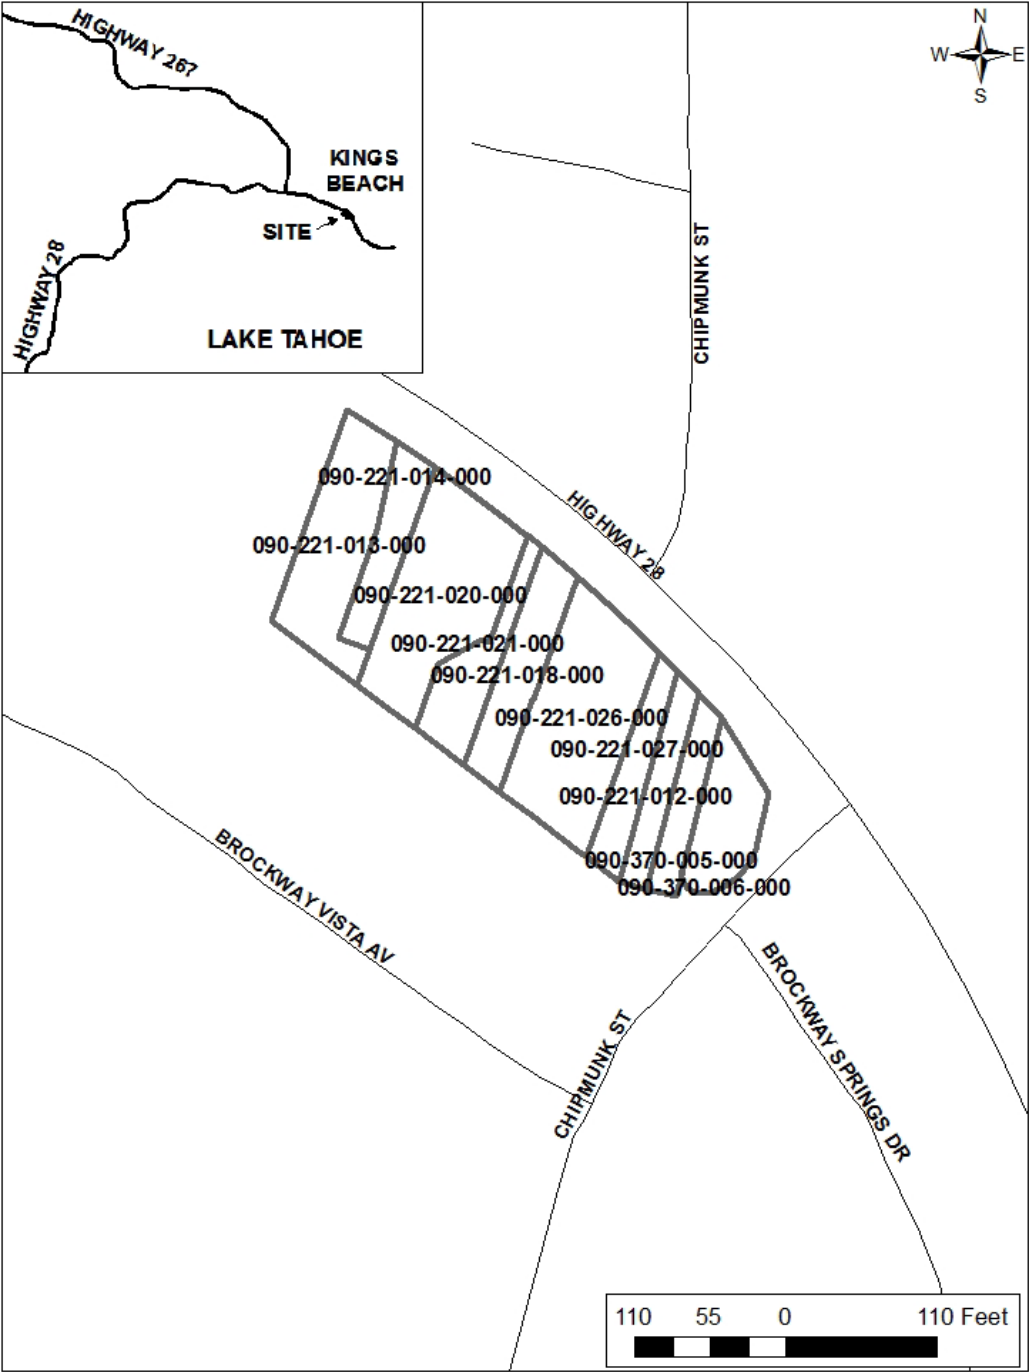 HIGHWAY 267
KINGS
BEACH
SITE
HIGHWAY 28
LAKE TAHOE
N
W
E
S
CHIPMUNK ST
HIGHWAY 28
090-221-014-000
090-221-013-000
090-221-020-000
090-221-021-000
090-221-018-000
090-221-026-000
090-221-027-000
090-221-012-000
090-370-005-000
090-370-006-000
BROCKWAY VISTA AV
CHIPMUNK ST
BROCKWAY SPRINGS DR
110 55 0 110 Feet